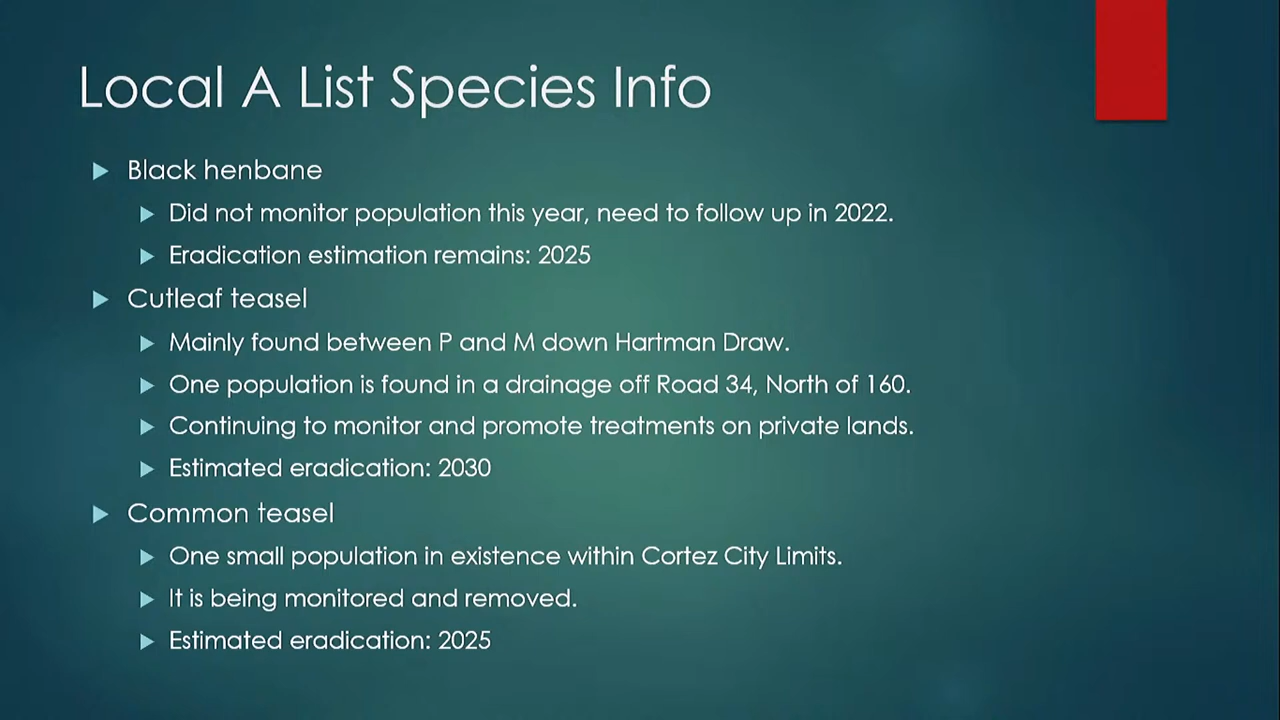 Local A List Species Info
Black henbane
Did not monitor population this year, need to follow up in 2022.
Eradication estimation remains: 2025
Cutleaf teasel
Mainly found between P and M down Hartman Draw.
One population is found in a drainage off Road 34, North of 160.
Continuing to monitor and promote treatments on private lands.
Estimated eradication: 2030
Common teasel
One small population in existence within Cortez City Limits.
It is being monitored and removed.
Estimated eradication: 2025